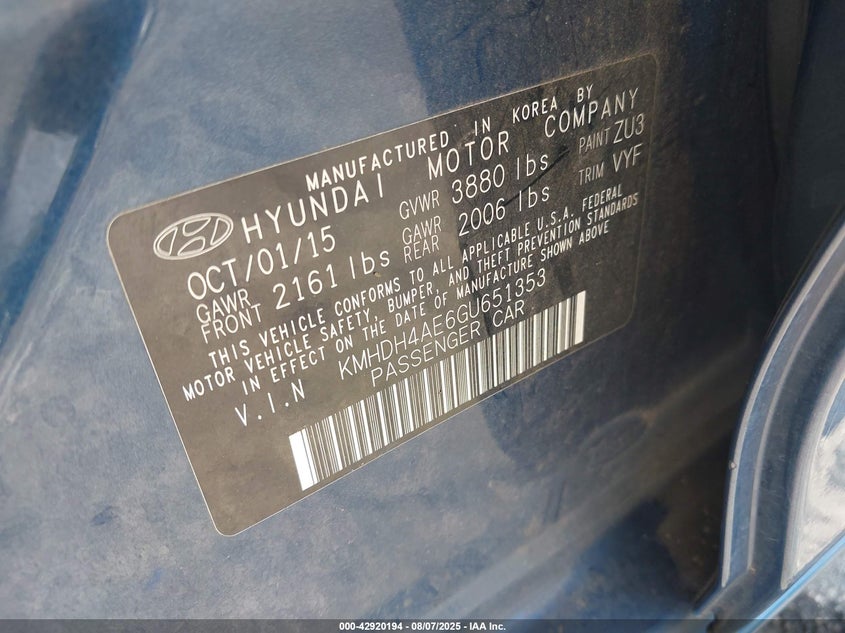 MANUFACTURED IN KOREA BY
HYUNDAI MOTOR COMPANY
OCT/01/15 GVWR 3880 lbs PAINT ZU3
GAWR FRONT 2161 lbs GAWR REAR 2006 lbs TRIM VYF
THIS VEHICLE CONFORMS TO ALL APPLICABLE U.S.A. FEDERAL
MOTOR VEHICLE SAFETY, BUMPER, AND THEFT PREVENTION STANDARDS
IN EFFECT ON THE DATE OF MANUFACTURE SHOWN ABOVE
V.I.N KMHDH4AE6GU651353
PASSENGER CAR
000-42920194 - 08/07/2025 - IAA Inc.